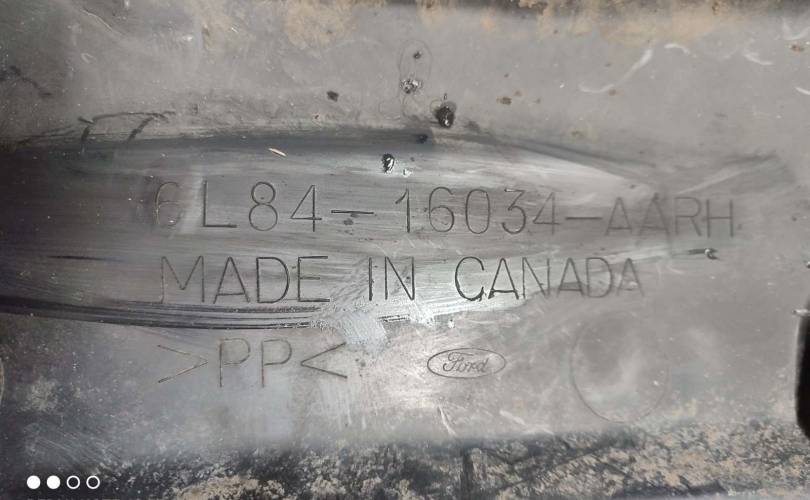 6L84-16034-AARH
MADE IN CANADA
>PP<
Ford